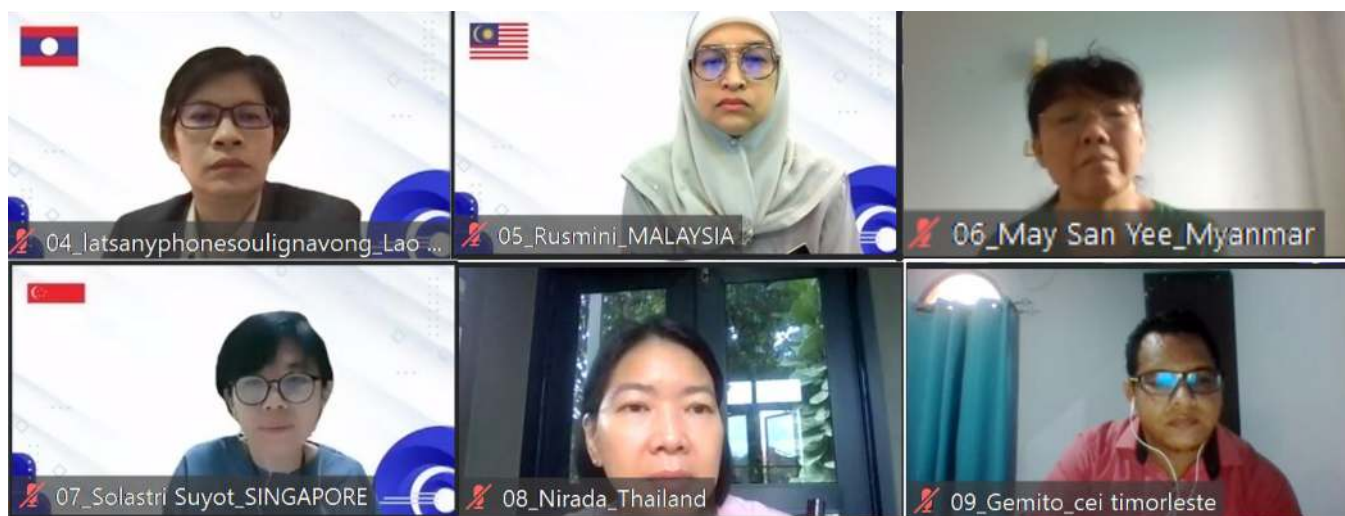 04_latsanyphonesoulignavong_Lao ...
05_Rusmini_MALAYSIA
06_May San Yee_Myanmar
07_Solastri Suyot_SINGAPORE
08_Nirada_Thailand
09_Gemito_cei timorleste